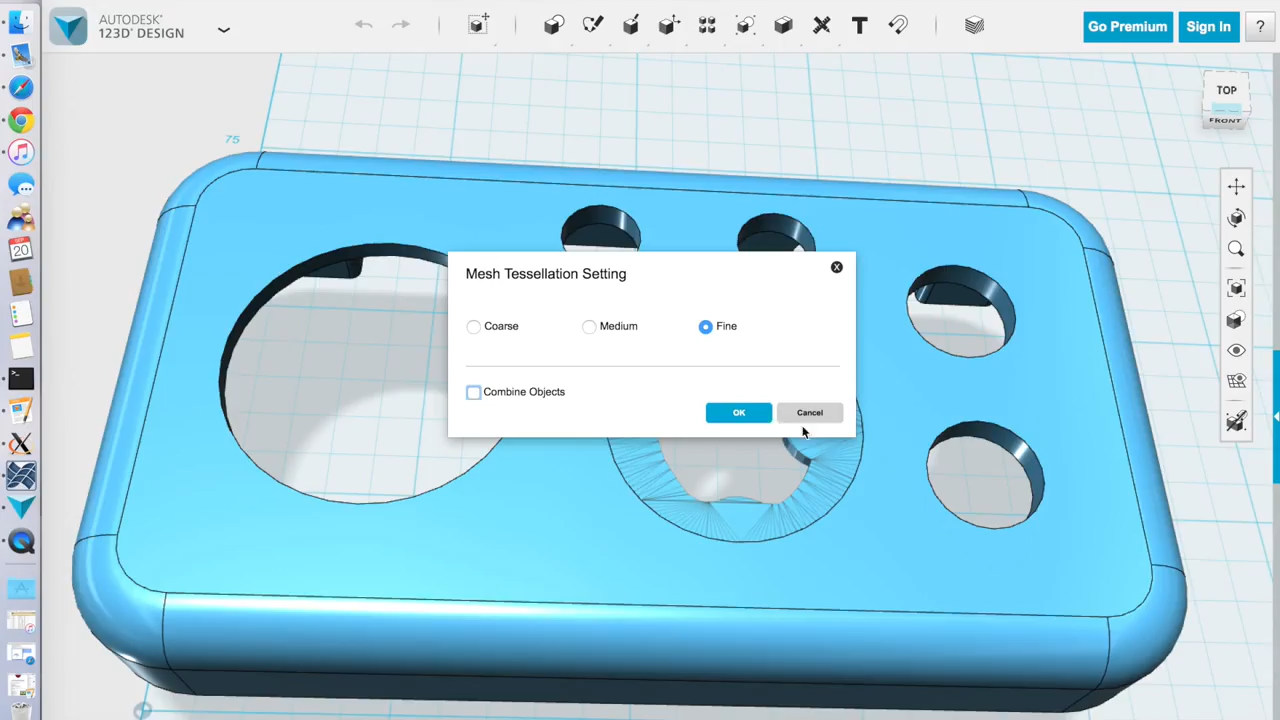 AUTODESK®
123D® DESIGN
T
Go Premium
Sign In
?
TOP
FRONT
75
SEP
20
Mesh Tessellation Setting
X
Coarse
Medium
Fine
Combine Objects
OK
Cancel